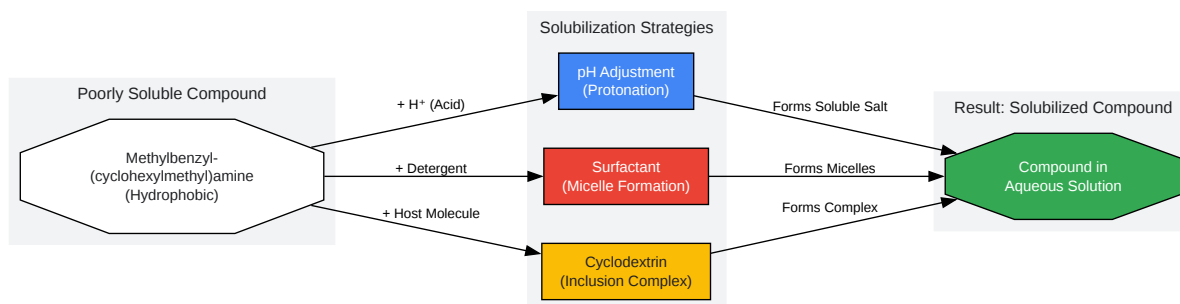 Solubilization Strategies
Poorly Soluble Compound
Methylbenzyl-
(cyclohexylmethyl)amine
(Hydrophobic)
+ H⁺ (Acid)
+ Detergent
+ Host Molecule
pH Adjustment
(Protonation)
Surfactant
(Micelle Formation)
Cyclodextrin
(Inclusion Complex)
Forms Soluble Salt
Forms Micelles
Forms Complex
Result: Solubilized Compound
Compound in
Aqueous Solution